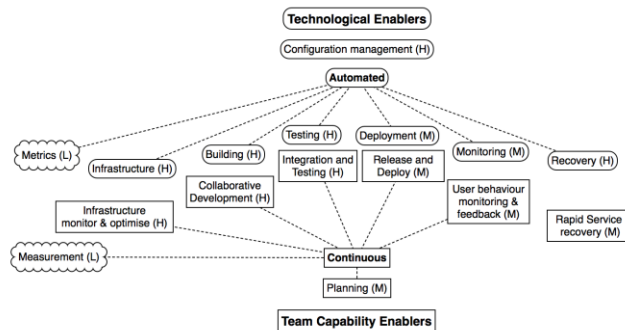 Technological Enablers
Configuration management (H)
Automated
Testing (H)
Deployment (M)
Metrics (L)
Infrastructure (H)
Building (H)
Monitoring (M)
Recovery (H)
Integration and
Testing (H)
Release and
Deploy (M)
Collaborative
Development (H)
User behaviour
monitoring &
feedback (M)
Infrastructure
monitor & optimise (H)
Rapid Service
recovery (M)
Measurement (L)
Continuous
Planning (M)
Team Capability Enablers